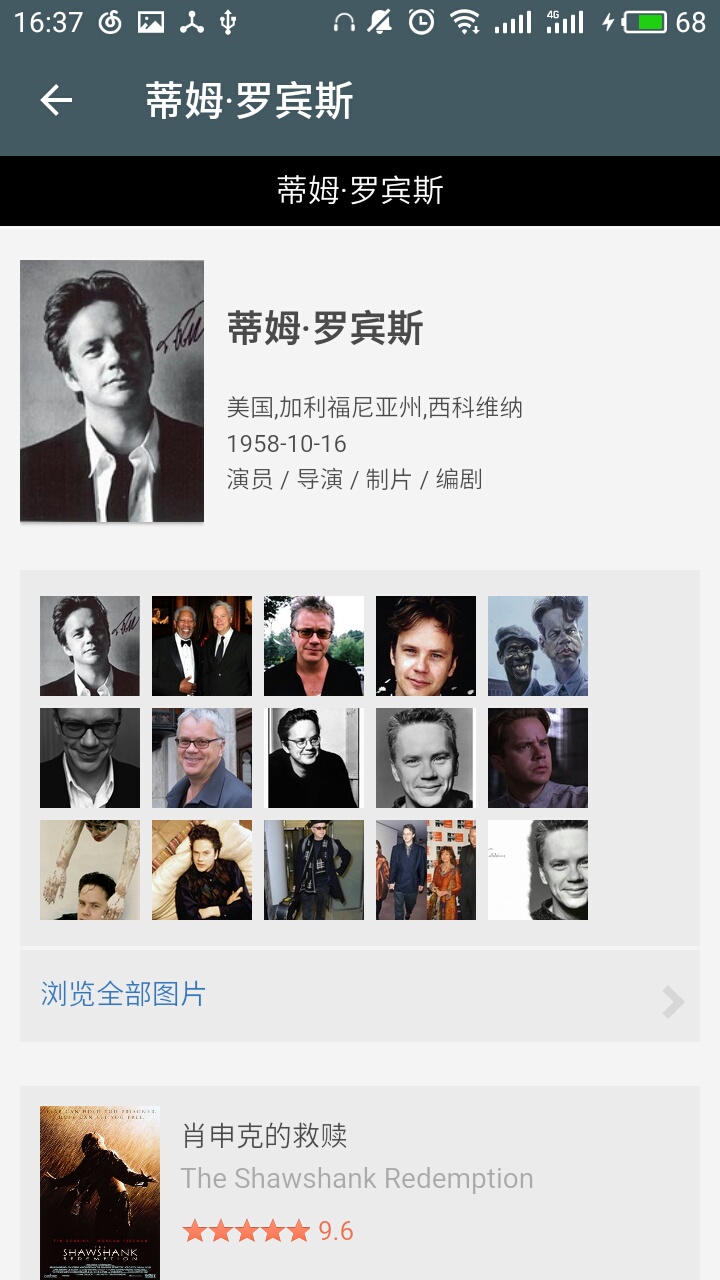 16:37
4G
68
蒂姆·罗宾斯
蒂姆·罗宾斯
蒂姆·罗宾斯
美国,加利福尼亚州,西科维纳
1958-10-16
演员 / 导演 / 制片 / 编剧
浏览全部图片
肖申克的救赎
The Shawshank Redemption
9.6
SHAWSHANK
REDEMPTION